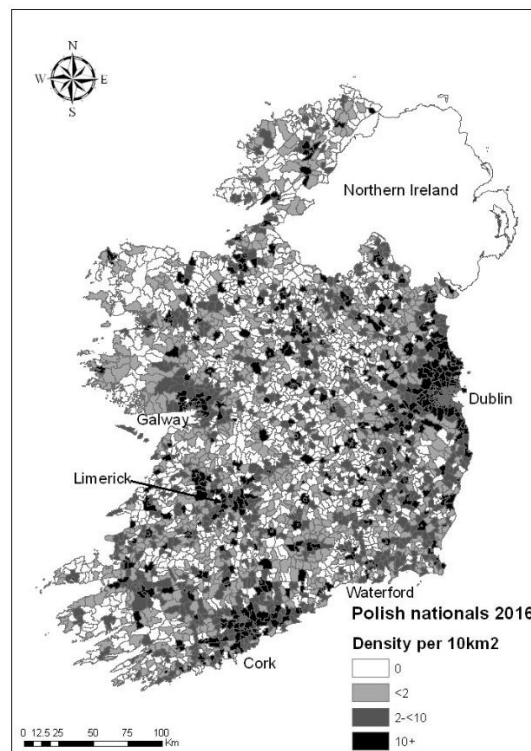 N
W E
S
Northern Ireland
Dublin
Galway
Limerick
Waterford
Cork
Polish nationals 2016
Density per 10km2
0
<2
2-<10
10+
0 12.5 25 50 75 100
Km